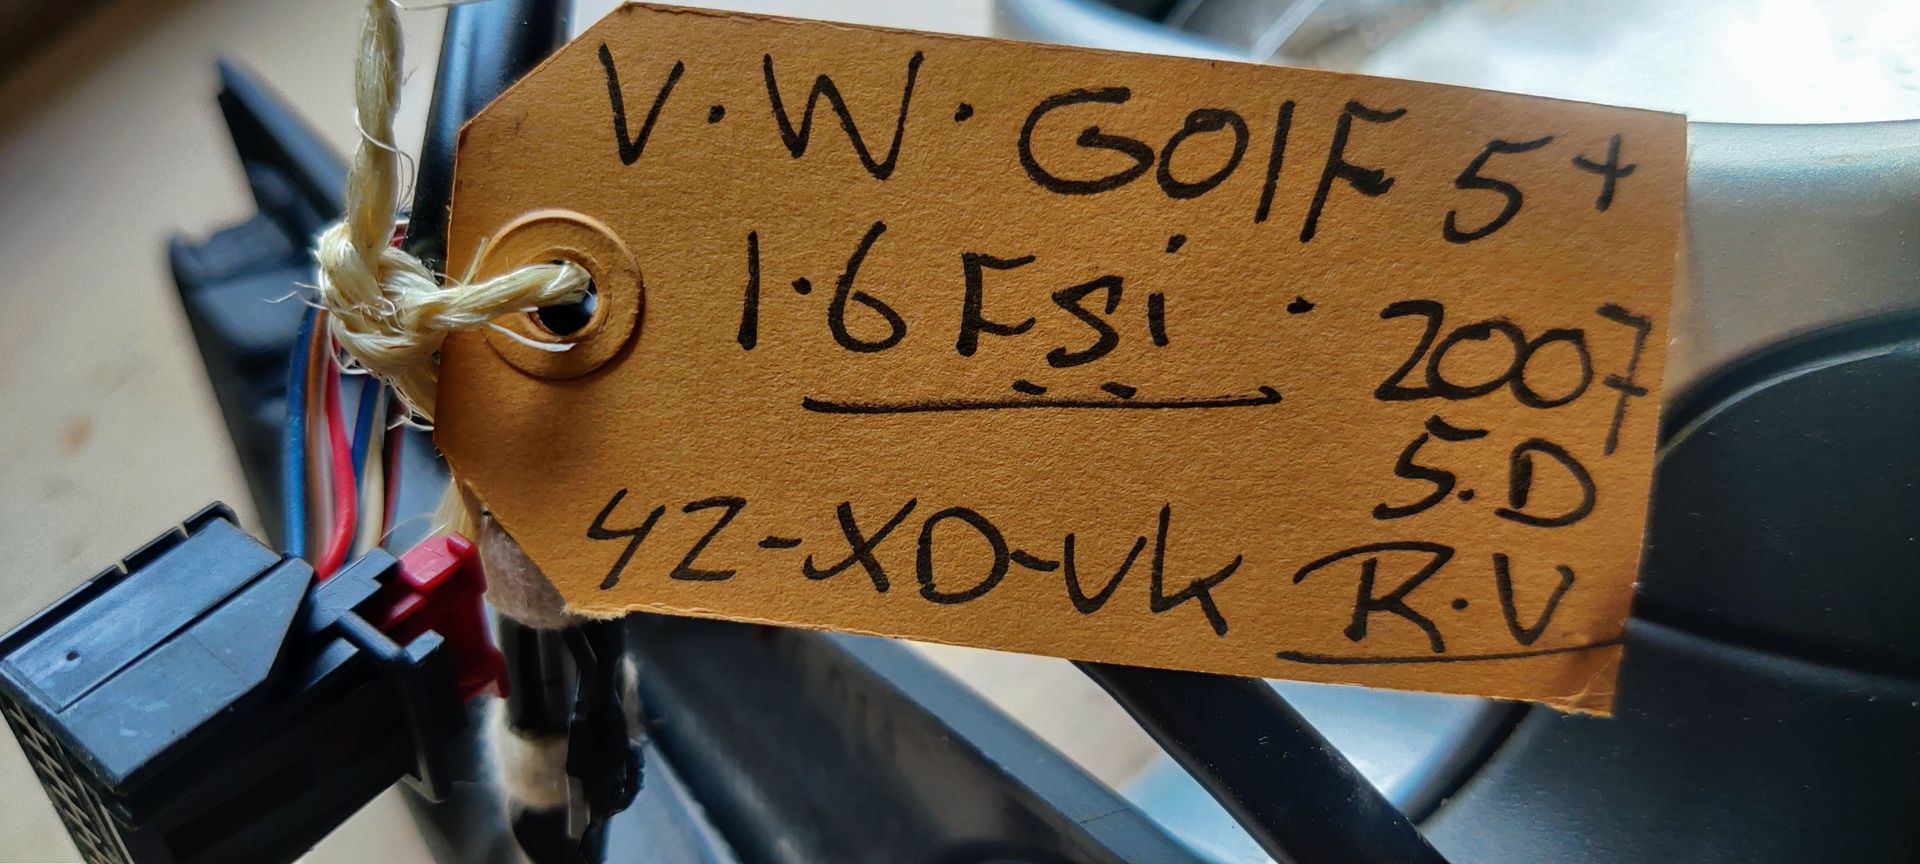 V.W. GOlF 5+
1.6 FSi . 2007
5.D
42-XD-VK R.V